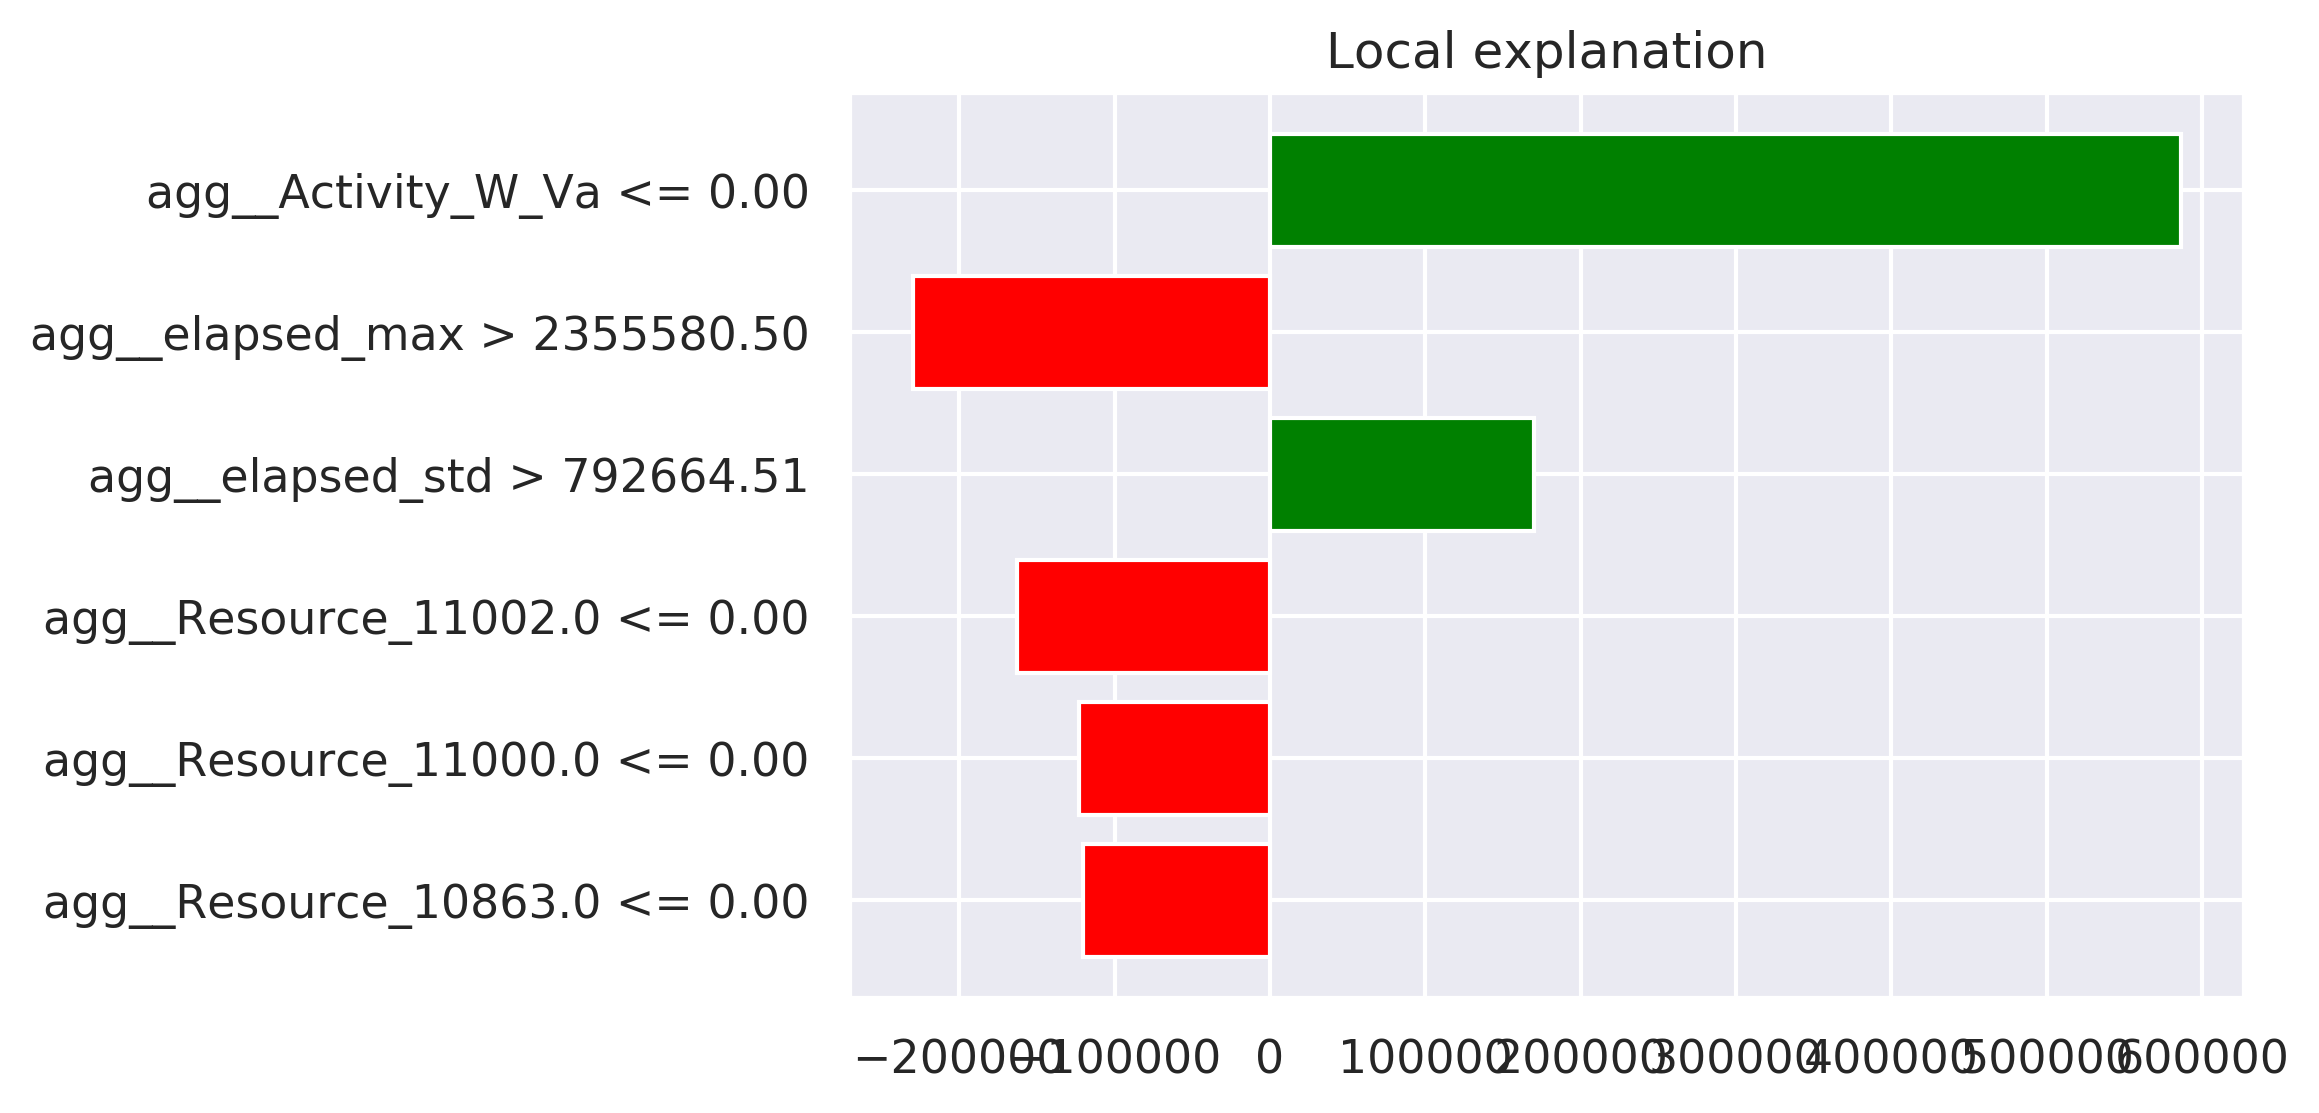 Local explanation
agg__Activity_W_Va <= 0.00
agg__elapsed_max > 2355580.50
agg__elapsed_std > 792664.51
agg__Resource_11002.0 <= 0.00
agg__Resource_11000.0 <= 0.00
agg__Resource_10863.0 <= 0.00
−200000 −100000 0 100000 200000 300000 400000 500000 600000